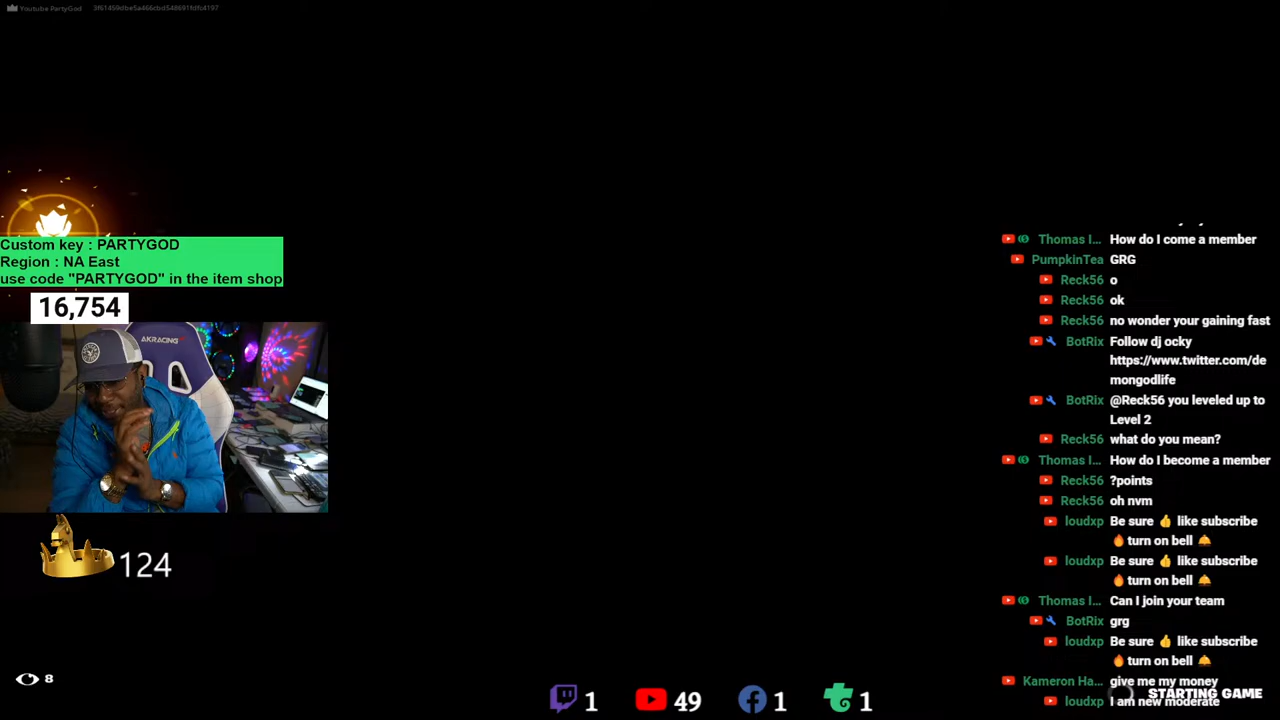 Youtube PartyGod 3f61459dbe5a466cbd548691fdfc4197
Custom key : PARTYGOD
Region : NA East
use code "PARTYGOD" in the item shop
16,754
AKRACING
124
8
1
49
1
1
Thomas I... How do I come a member
PumpkinTea GRG
Reck56 o
Reck56 ok
Reck56 no wonder your gaining fast
BotRix Follow dj ocky
https://www.twitter.com/de
mongodlife
BotRix @Reck56 you leveled up to
Level 2
Reck56 what do you mean?
Thomas I... How do I become a member
Reck56 ?points
Reck56 oh nvm
loudxp Be sure 👍 like subscribe
🔥turn on bell 🛎️
loudxp Be sure 👍 like subscribe
🔥turn on bell 🛎️
Thomas I... Can I join your team
BotRix grg
loudxp Be sure 👍 like subscribe
🔥turn on bell 🛎️
Kameron Ha... give me my money
loudxp I am new moderate
STARTING GAME